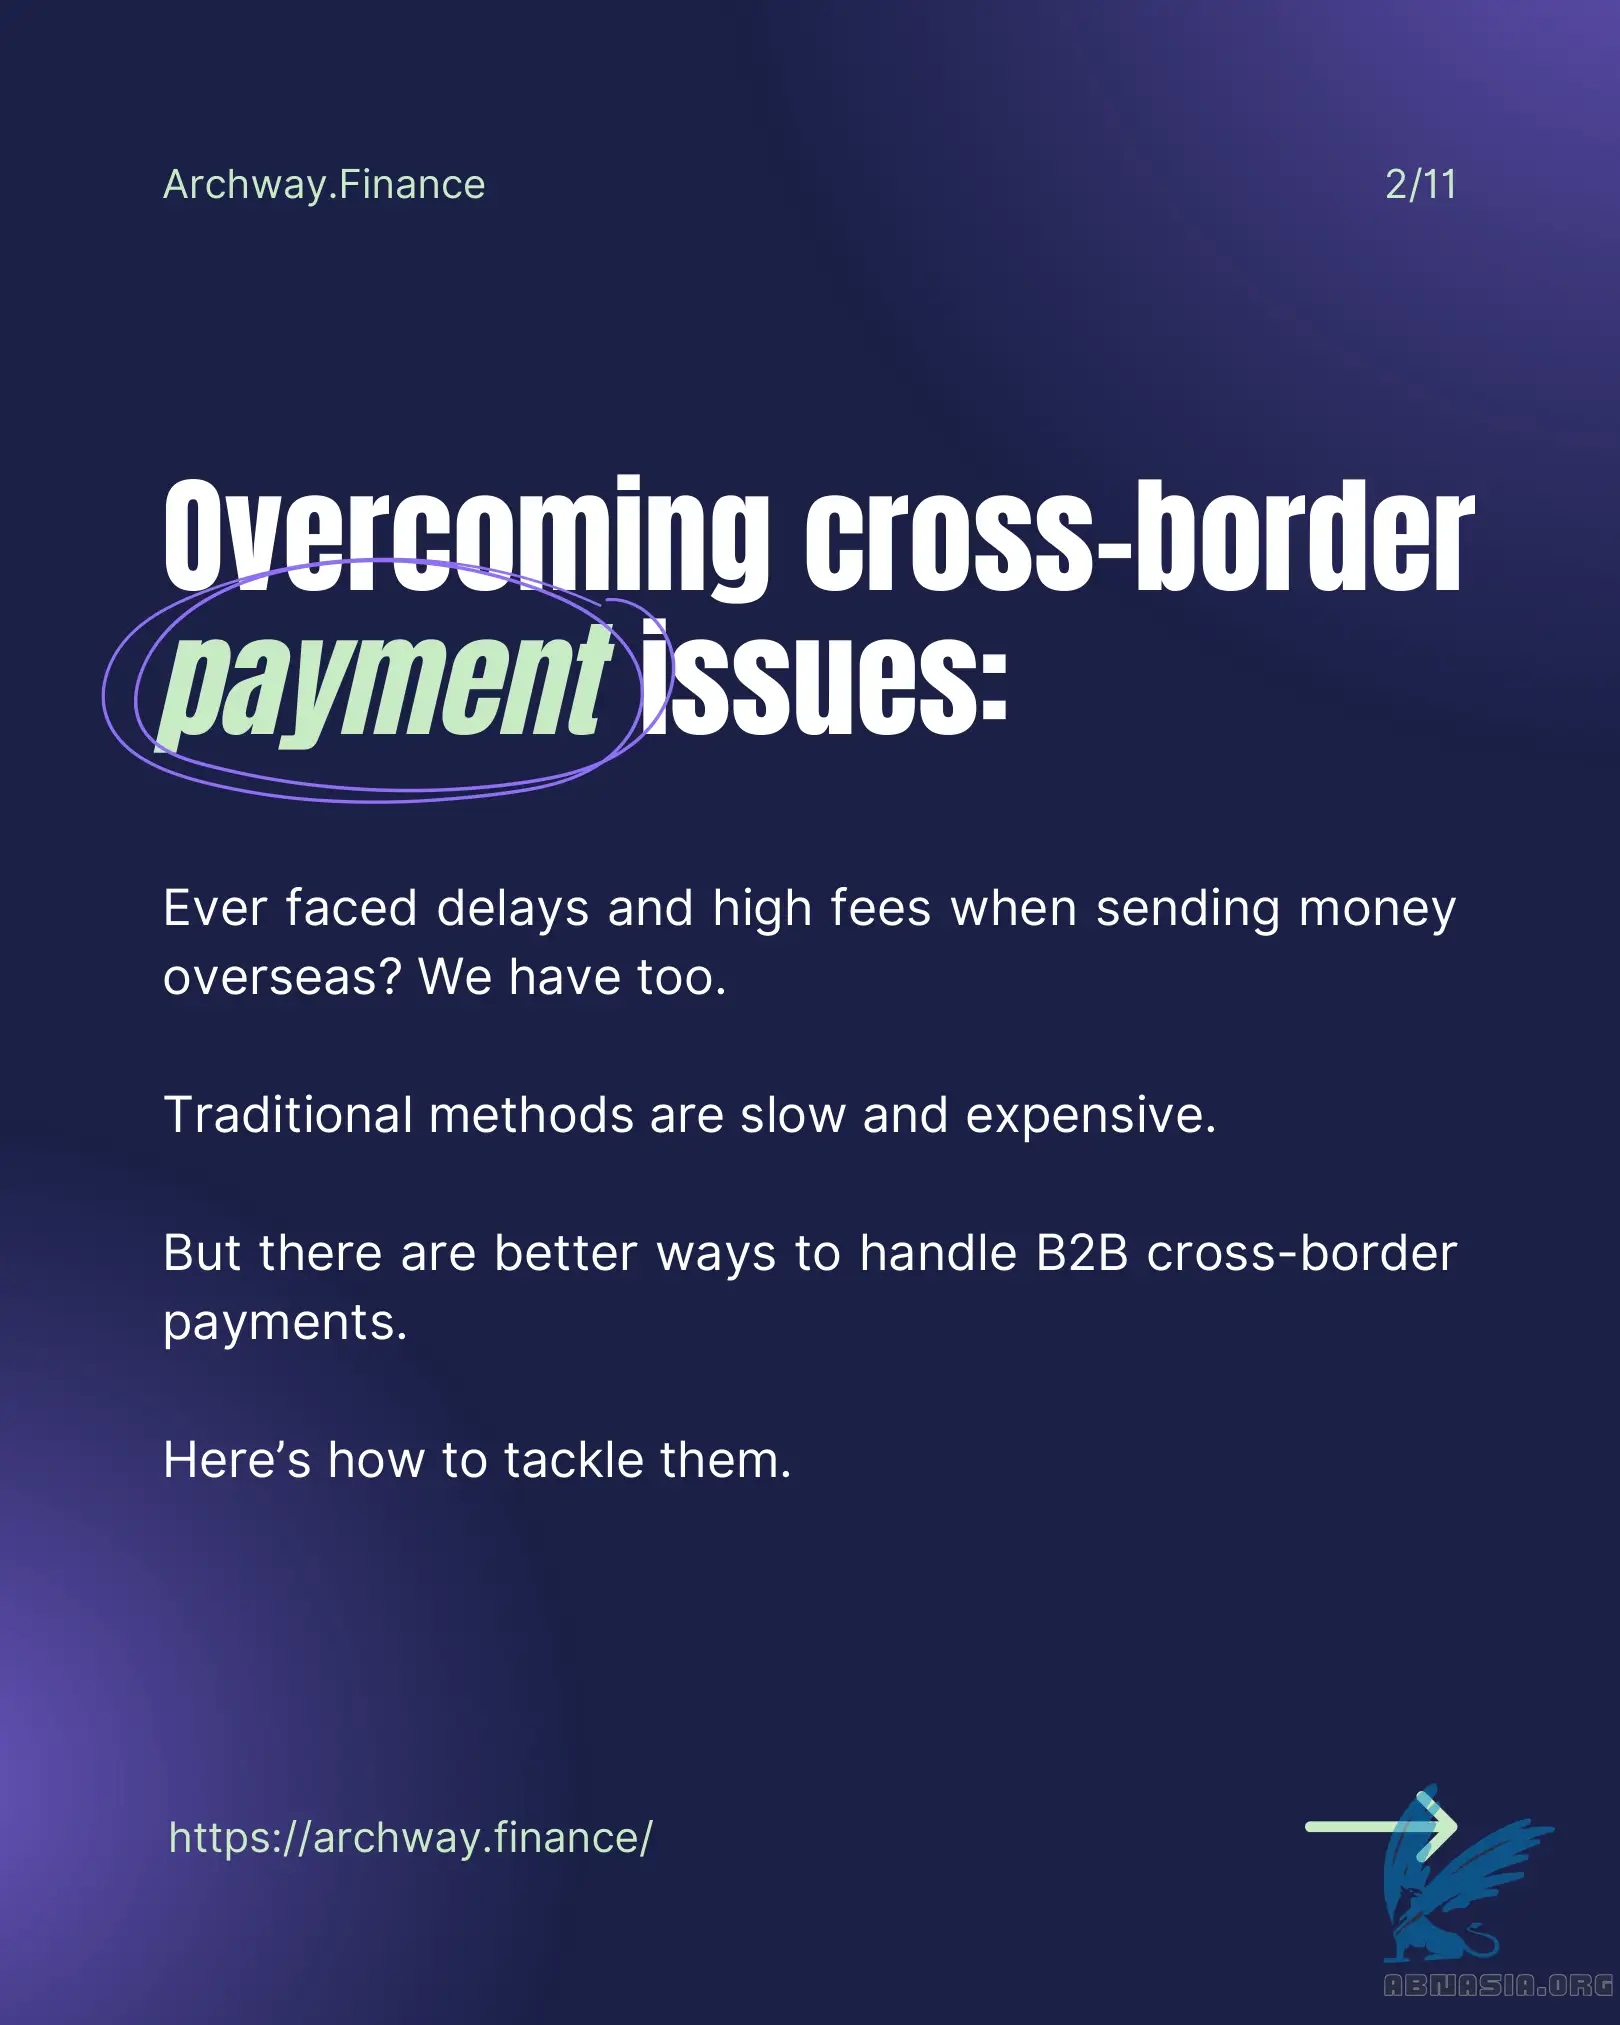 Archway.Finance
2/11
Overcoming cross-border
payment issues:
Ever faced delays and high fees when sending money
overseas? We have too.
Traditional methods are slow and expensive.
But there are better ways to handle B2B cross-border
payments.
Here’s how to tackle them.
https://archway.finance/
ABNASIA.ORG